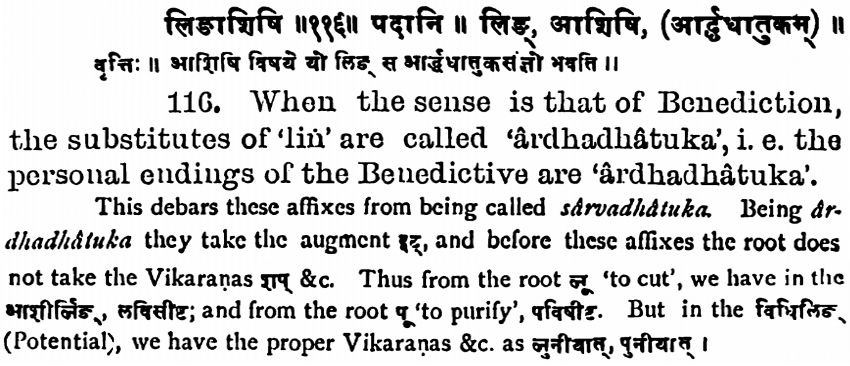 लिङाशिषि ॥११६॥ पदानि ॥ लिङ्, आशिषि, (आर्द्धधातुकम्) ॥
वृत्तिः ॥ आशिषि विषये यो लिङ् स आर्द्धधातुकसंज्ञो भवति ॥
116. When the sense is that of Benediction,
the substitutes of ‘liṅ’ are called ‘ârdhadhâtuka’, i. e. the
personal endings of the Benedictive are ‘ârdhadhâtuka’.
This debars these affixes from being called sârvadhâtuka. Being âr-
dhadhâtuka they take the augment इट्, and before these affixes the root does
not take the Vikaraṇas शप् &c. Thus from the root लू ‘to cut’, we have in the
आशीर्लिङ्, लविसीष्ट; and from the root पू ‘to purify’, पविषीष्ट. But in the विधिलिङ्
(Potential), we have the proper Vikaraṇas &c. as लुनीयात्, पुनीयात् ।